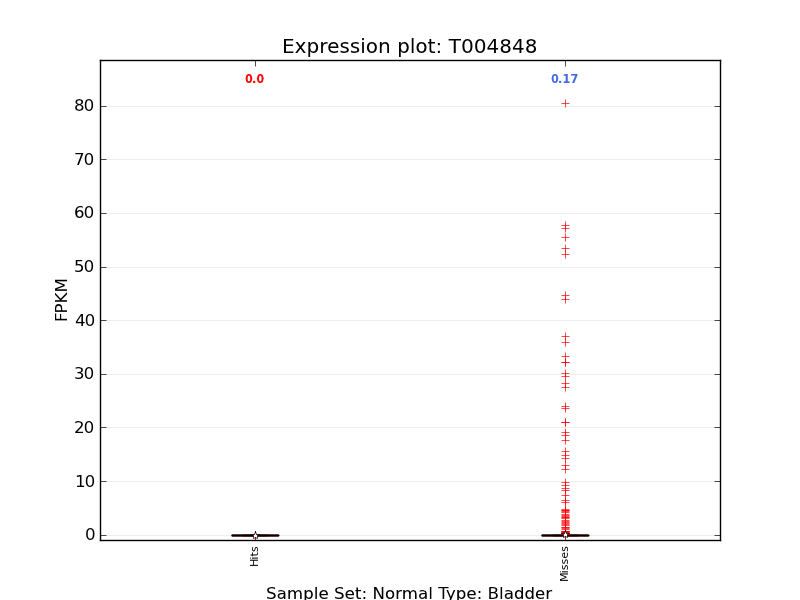 Expression plot: T004848
0.0
0.17
80
70
60
50
40
30
20
10
0
FPKM
Hits
Misses
Sample Set: Normal Type: Bladder